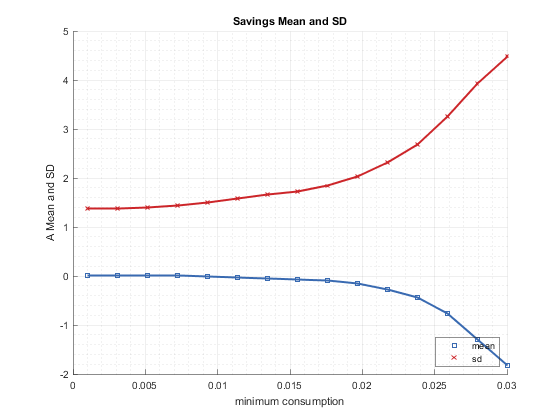 Savings Mean and SD
5
4
3
2
1
0
-1
-2
A Mean and SD
mean
sd
0 0.005 0.01 0.015 0.02 0.025 0.03
minimum consumption